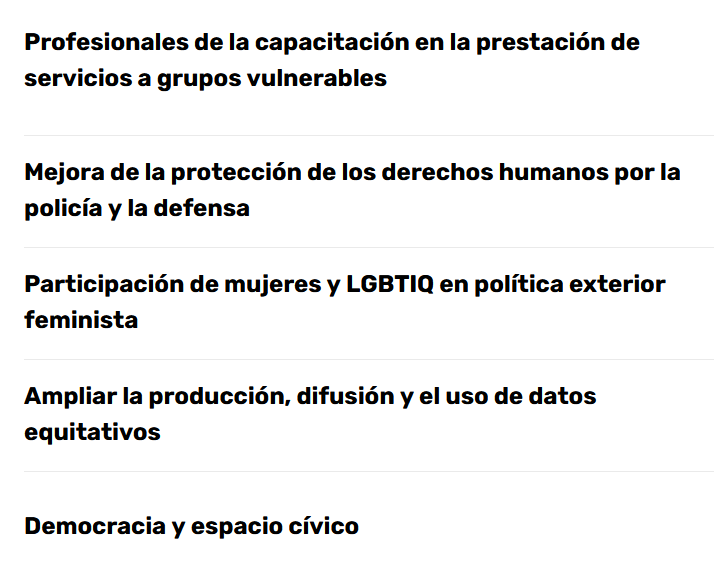 Profesionales de la capacitación en la prestación de
servicios a grupos vulnerables
Mejora de la protección de los derechos humanos por la
policía y la defensa
Participación de mujeres y LGBTIQ en política exterior
feminista
Ampliar la producción, difusión y el uso de datos
equitativos
Democracia y espacio cívico